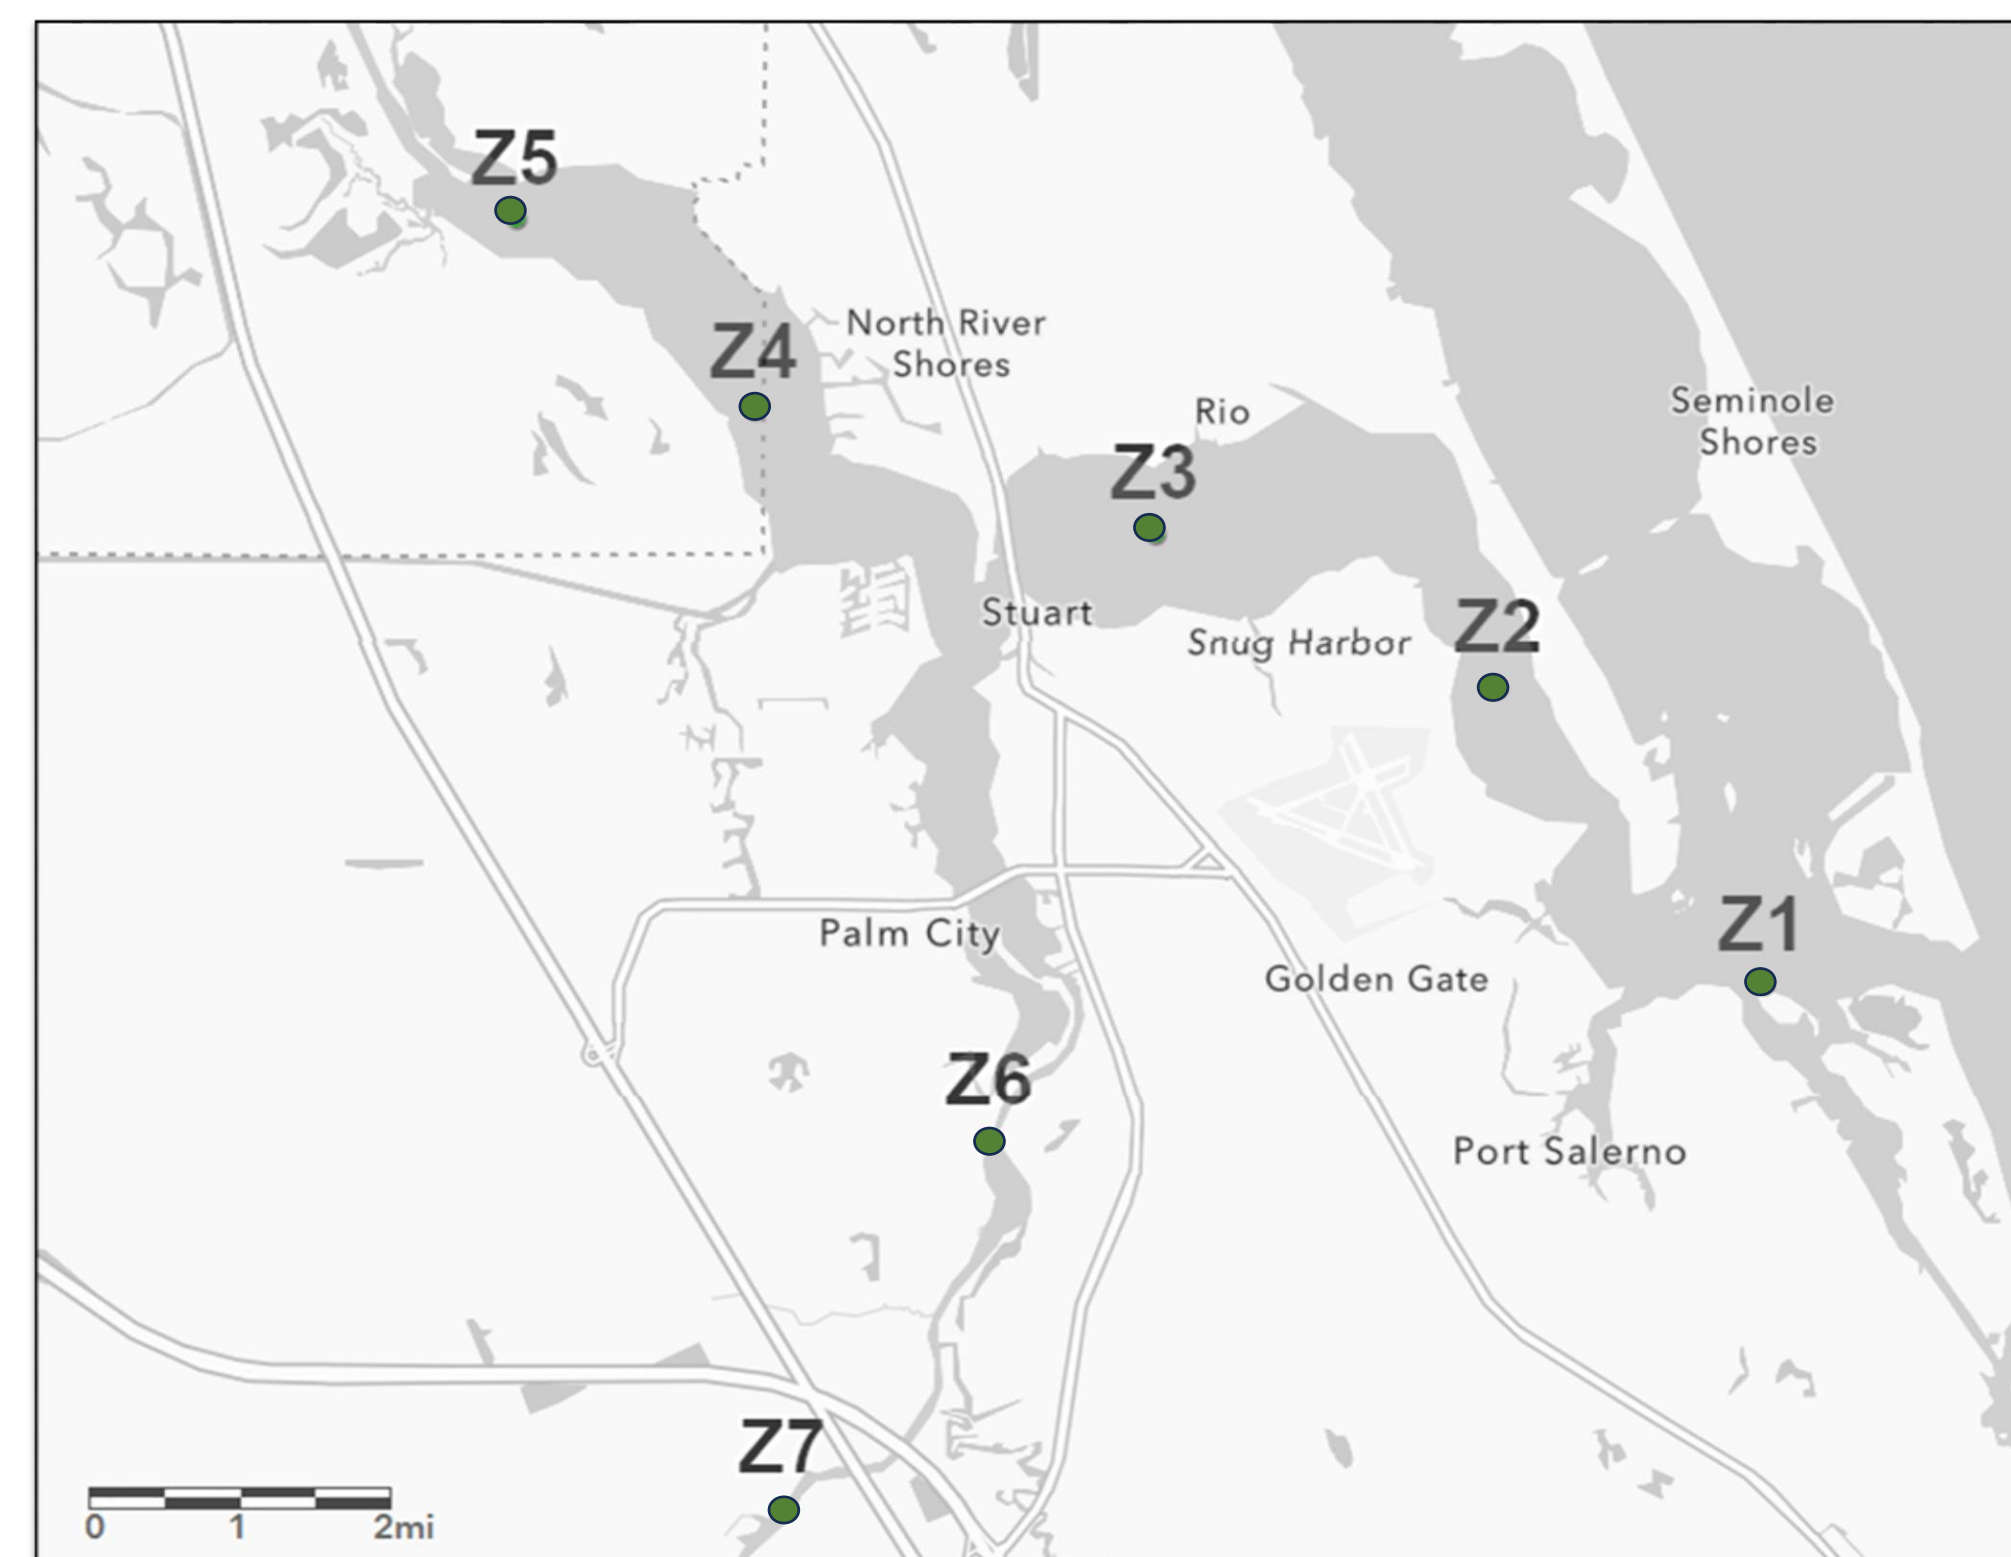 Z5
North River
Shores
Z4
Rio
Seminole
Shores
Z3
Stuart
Snug Harbor
Z2
Palm City
Z1
Golden Gate
Z6
Port Salerno
Z7
0 1 2mi